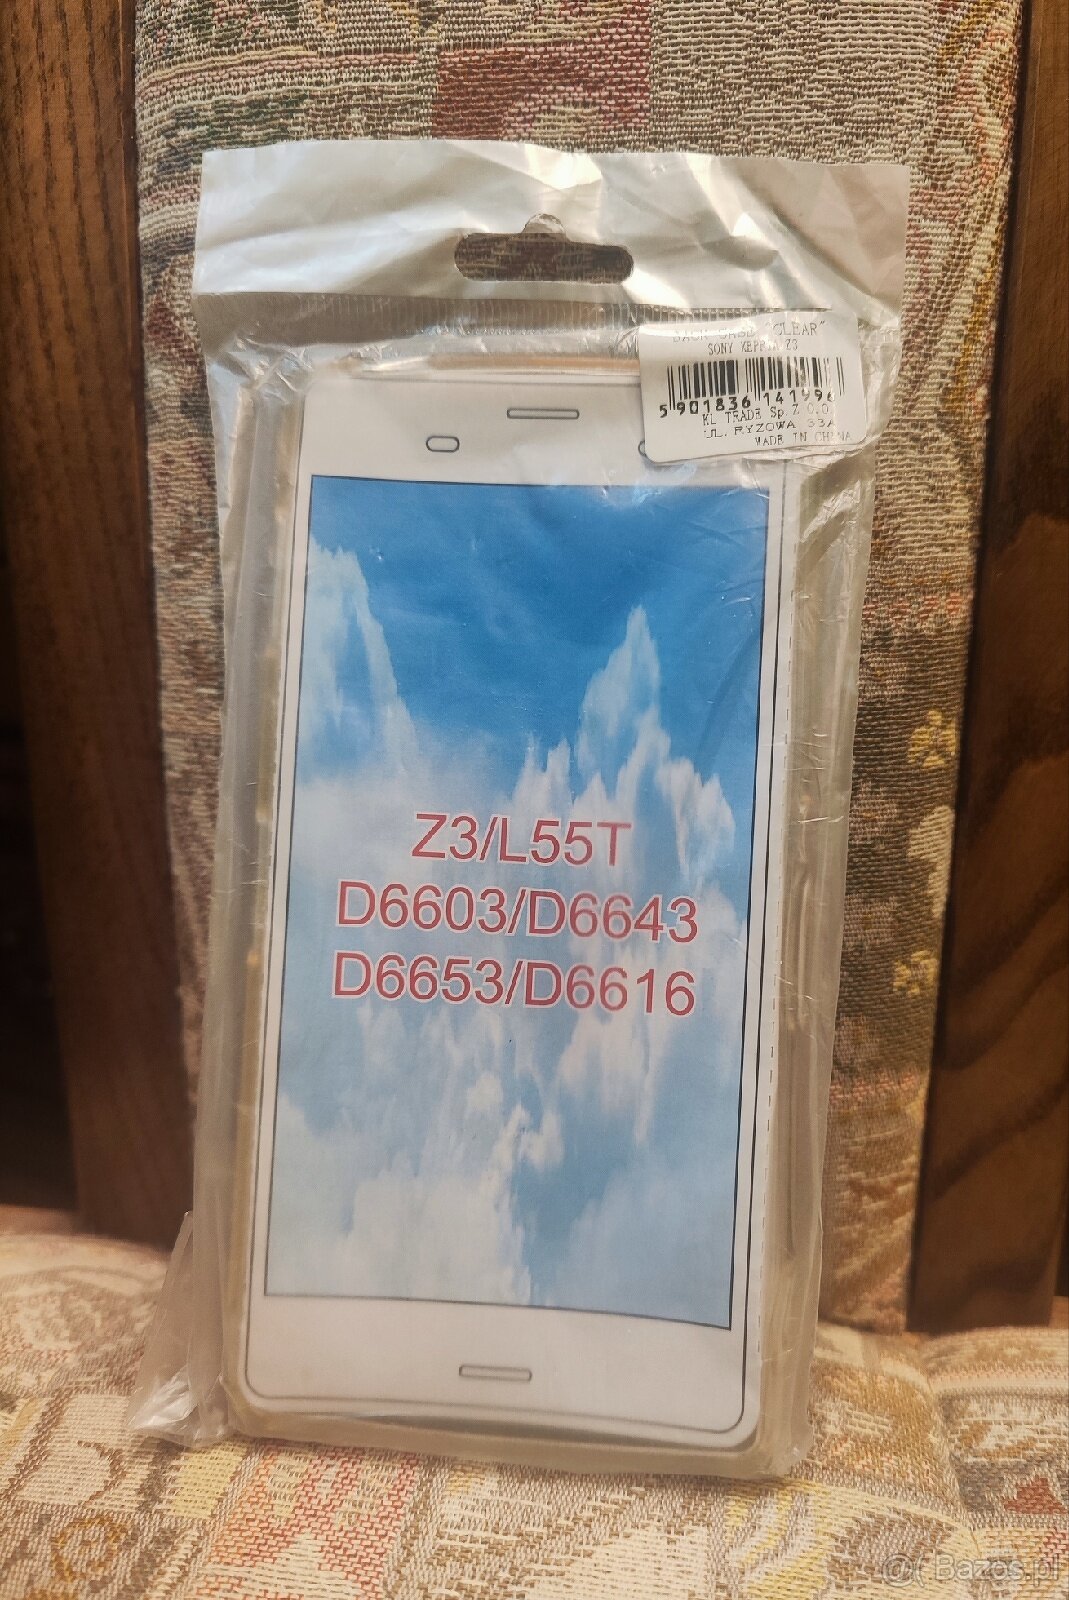 BACK CASE "CLEAR"
SONY XEPRIA Z3
5 901836 141996
KL TRADE Sp.Z O.O
UL. RYZOWA 33A
MADE IN CHINA
Z3/L55T
D6603/D6643
D6653/D6616
@( Bazos.pl